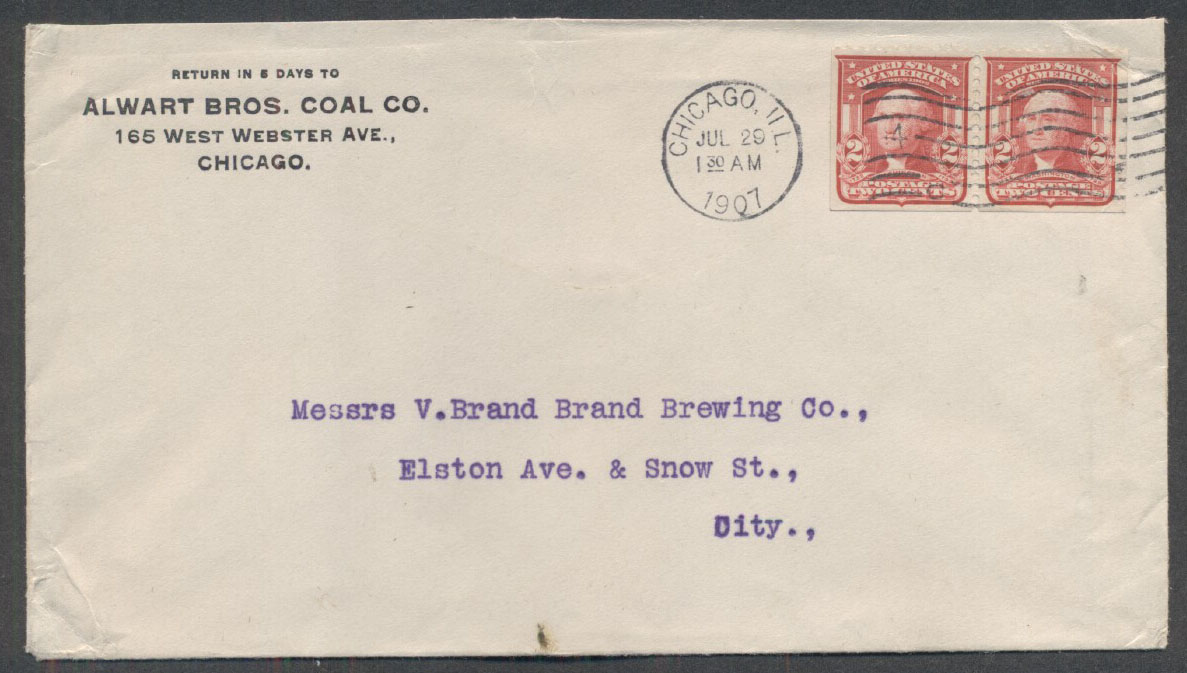 RETURN IN 5 DAYS TO
ALWART BROS. COAL CO.
165 WEST WEBSTER AVE.,
CHICAGO.
CHICAGO, ILL.
JUL 29
1 30 AM
1907
UNITED STATES
OF AMERICA
2 2
POSTAGE
UNITED STATES
OF AMERICA
2 2
Messrs V.Brand Brand Brewing Co.,
Elston Ave. & Snow St.,
City.,